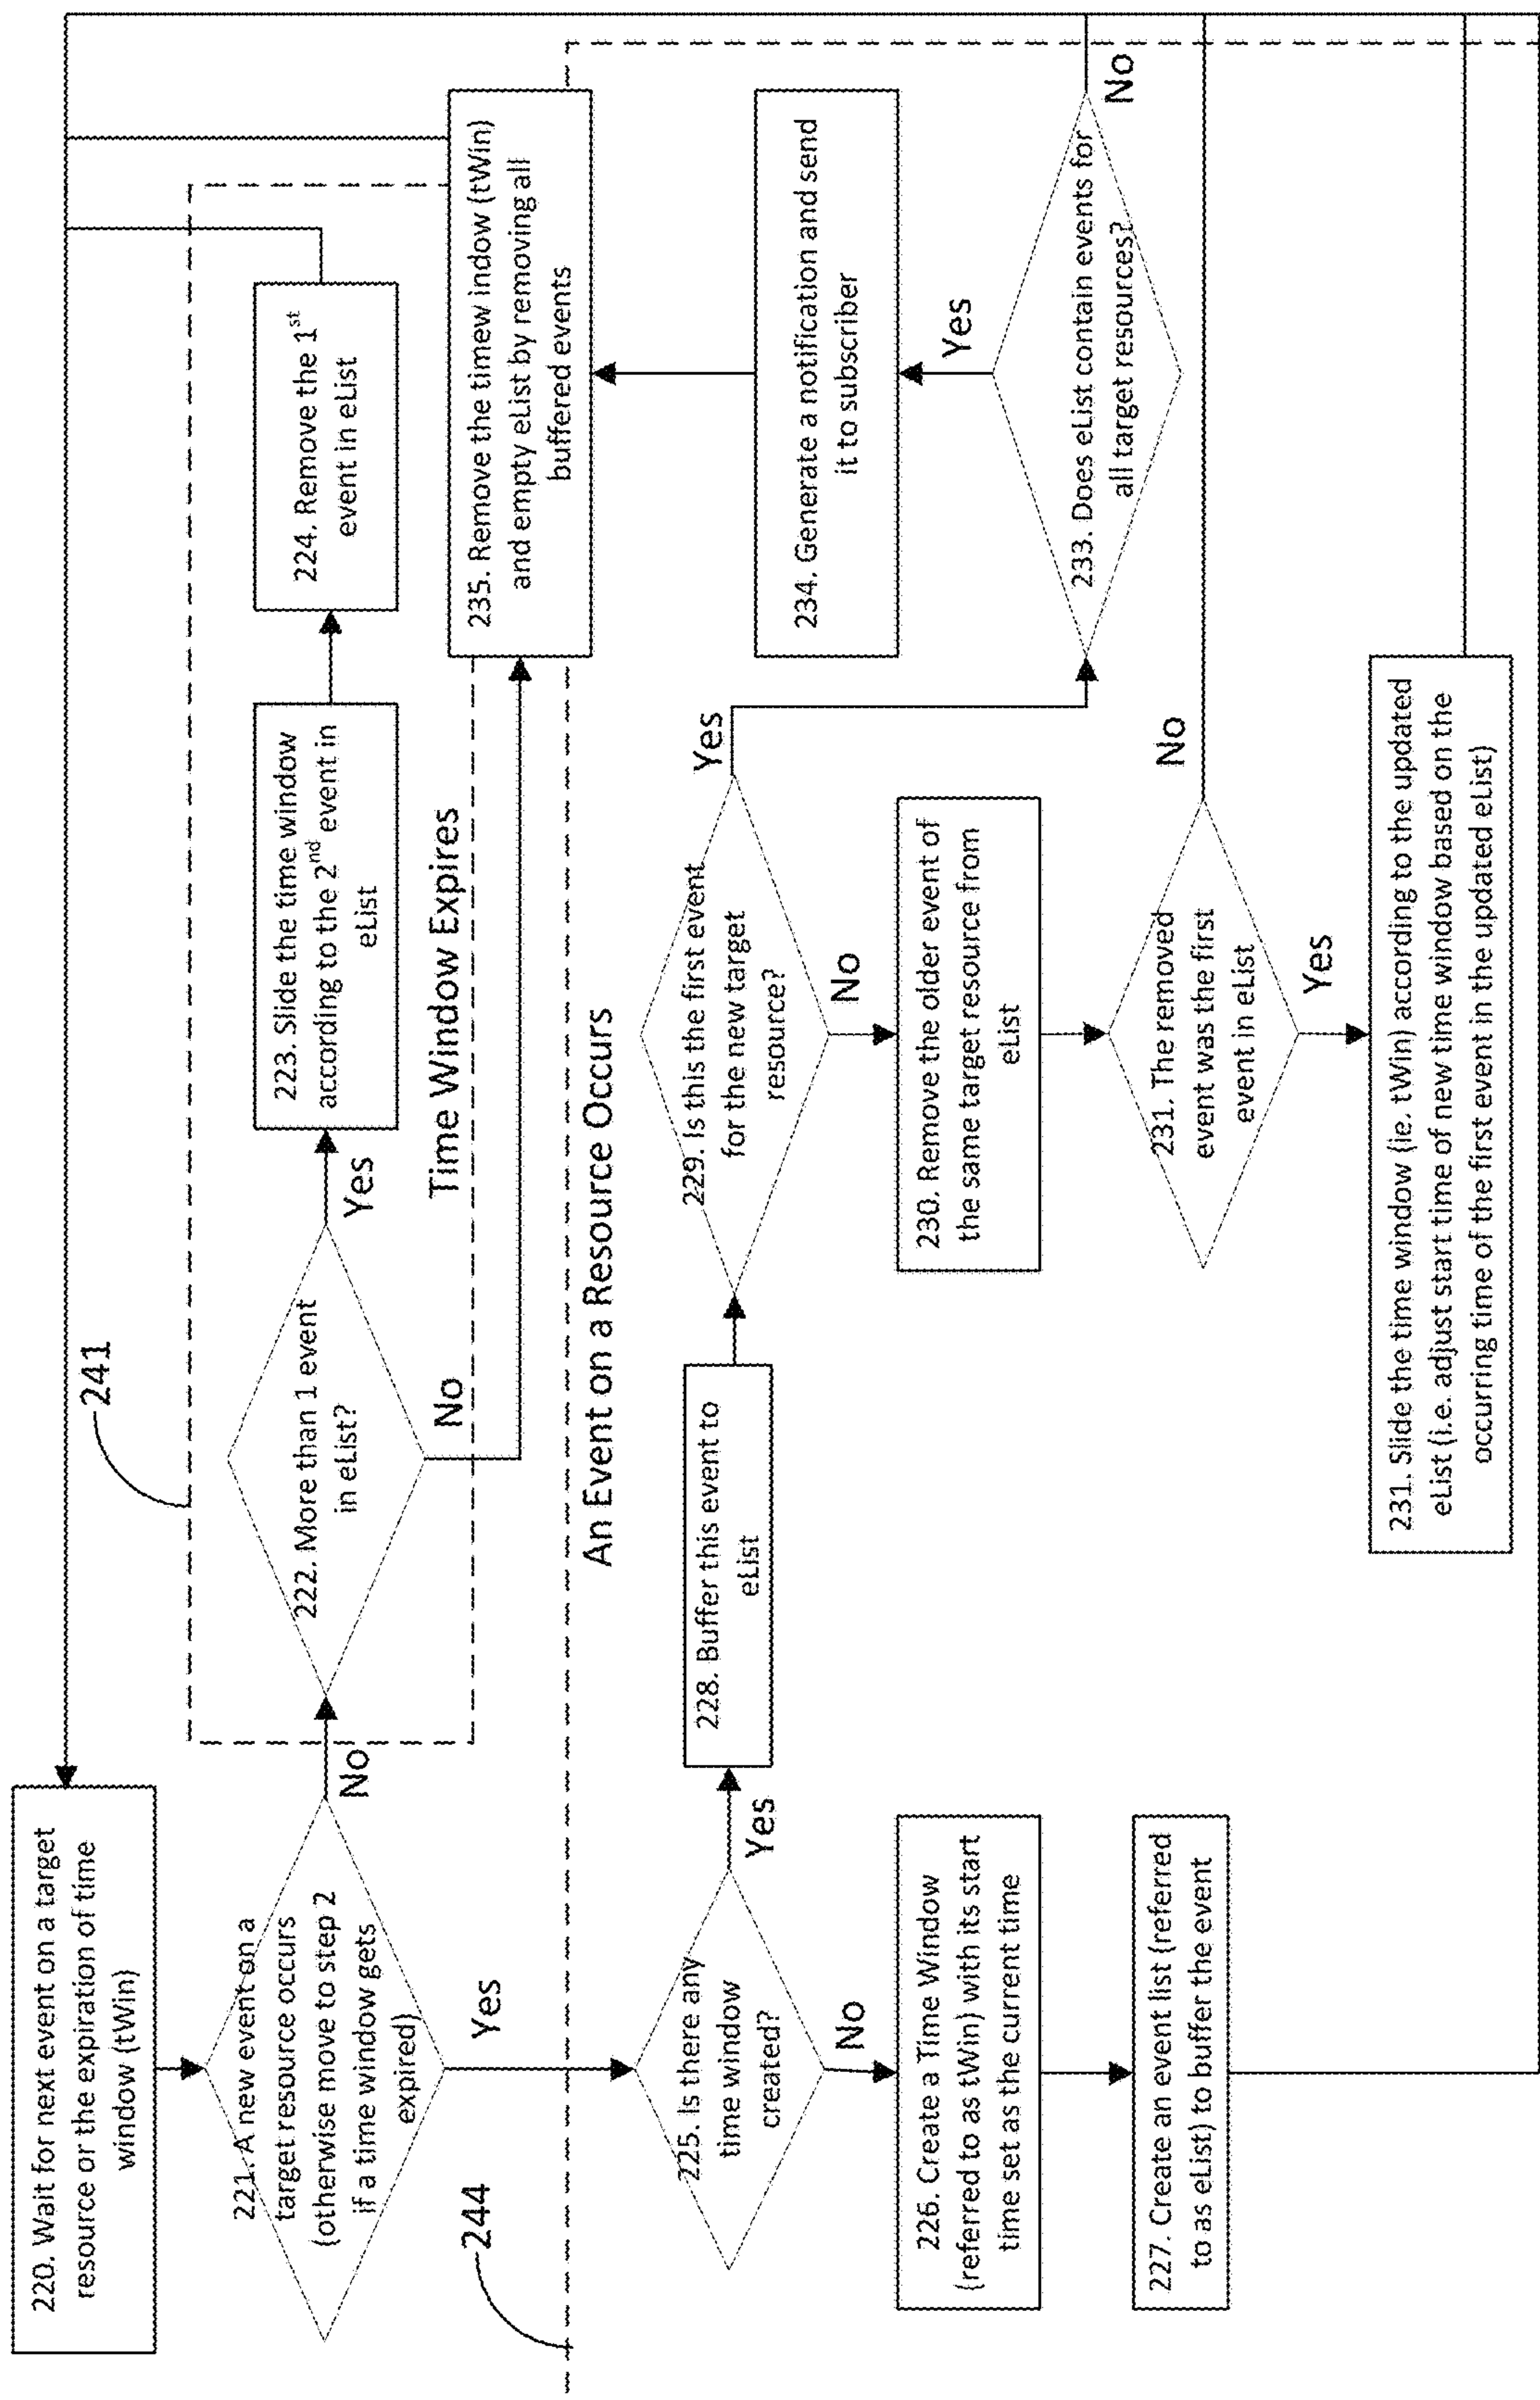 220. Wait for next event on a target
resource or the expiration of time
window (tWin)
241
221. A new event on a
target resource occurs
(otherwise move to step 2
if a time window gets
expired)
No
Yes
222. More than 1 event
in eList?
Yes
No
223. Slide the time window
according to the 2nd event in
eList
224. Remove the 1st
event in eList
Time Window Expires
235. Remove the timew indow (tWin)
and empty eList by removing all
buffered events
244
An Event on a Resource Occurs
225. Is there any
time window
created?
Yes
No
226. Create a Time Window
(referred to as tWin) with its start
time set as the current time
227. Create an event list (referred
to as eList) to buffer the event
228. Buffer this event to
eList
229. Is this the first event
for the new target
resource?
Yes
No
230. Remove the older event of
the same target resource from
eList
231. The removed
event was the first
event in eList
No
Yes
231. Slide the time window (ie. tWin) according to the updated
eList (i.e. adjust start time of new time window based on the
occurring time of the first event in the updated eList)
233. Does eList contain events for
all target resources?
No
Yes
234. Generate a notification and send
it to subscriber